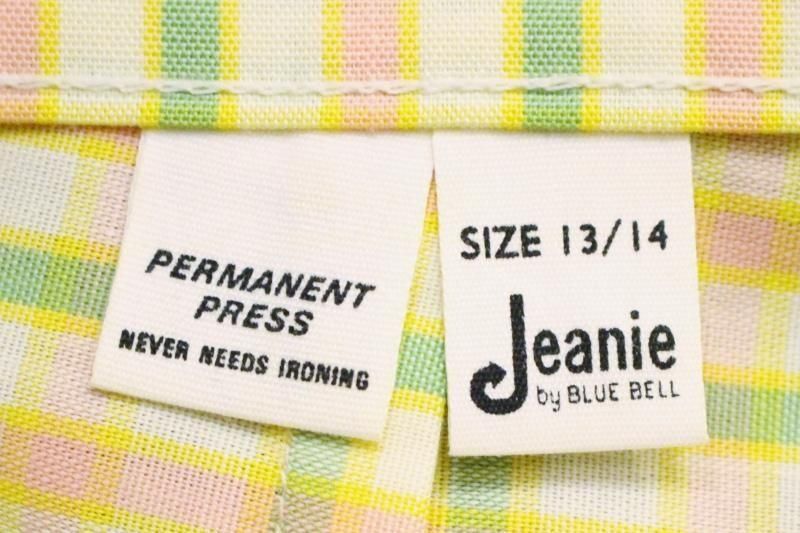 PERMANENT
PRESS
NEVER NEEDS IRONING
SIZE 13/14
Jeanie
by BLUE BELL